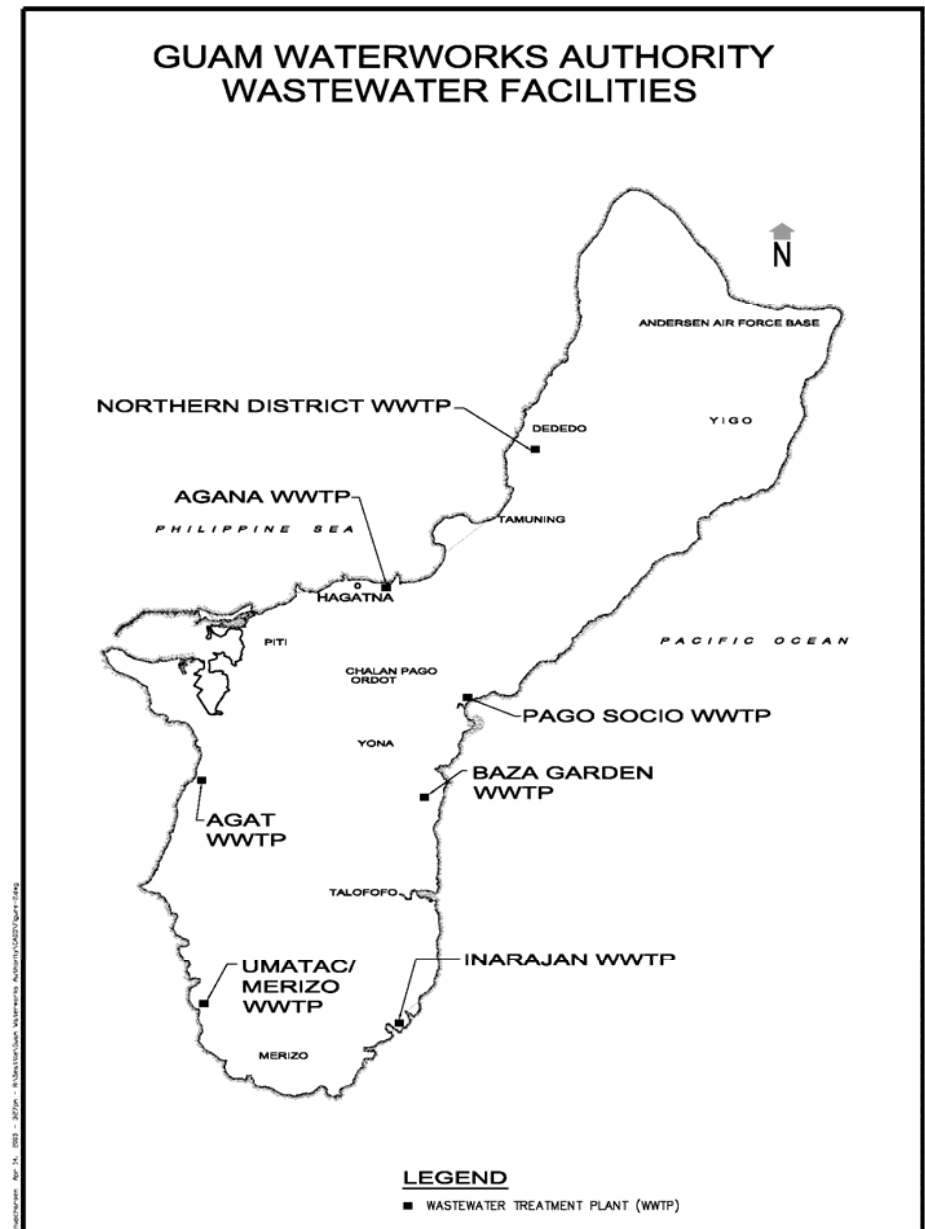 GUAM WATERWORKS AUTHORITY
WASTEWATER FACILITIES
N
ANDERSEN AIR FORCE BASE
NORTHERN DISTRICT WWTP
DEDEDO
YIGO
AGANA WWTP
PHILIPPINE SEA
TAMUNING
HAGATNA
PITI
PACIFIC OCEAN
CHALAN PAGO
ORDOT
PAGO SOCIO WWTP
YONA
BAZA GARDEN
WWTP
AGAT
WWTP
TALOFOFO
UMATAC/
MERIZO
WWTP
INARAJAN WWTP
MERIZO
LEGEND
WASTEWATER TREATMENT PLANT (WWTP)